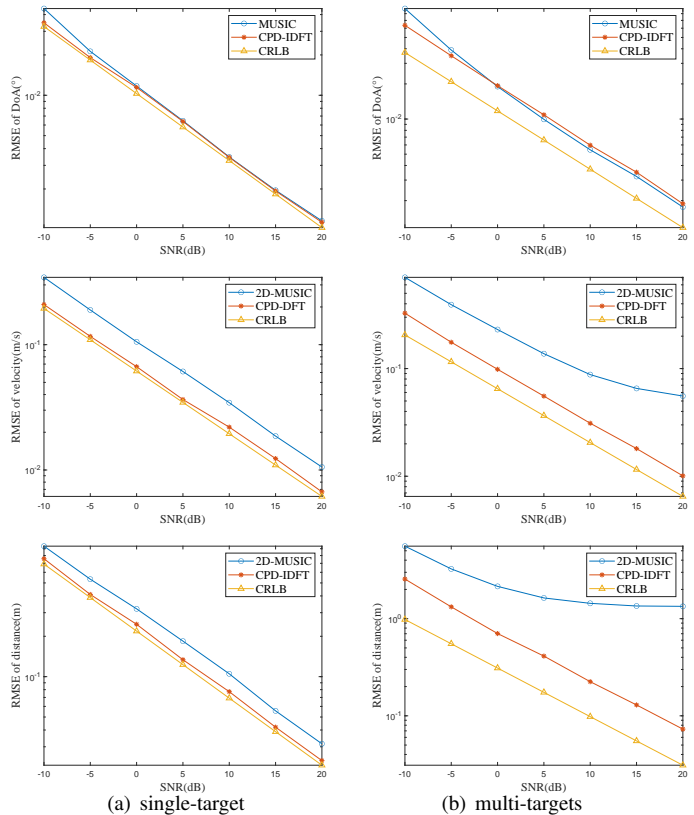 RMSE of DoA(°)
10⁻²
MUSIC
CPD-IDFT
CRLB
-10 -5 0 5 10 15 20
SNR(dB)
RMSE of DoA(°)
10⁻²
MUSIC
CPD-IDFT
CRLB
-10 -5 0 5 10 15 20
SNR(dB)
RMSE of velocity(m/s)
10⁻¹
10⁻²
2D-MUSIC
CPD-DFT
CRLB
-10 -5 0 5 10 15 20
SNR(dB)
RMSE of velocity(m/s)
10⁻¹
10⁻²
2D-MUSIC
CPD-DFT
CRLB
-10 -5 0 5 10 15 20
SNR(dB)
RMSE of distance(m)
10⁻¹
2D-MUSIC
CPD-IDFT
CRLB
-10 -5 0 5 10 15 20
SNR(dB)
RMSE of distance(m)
10⁰
10⁻¹
2D-MUSIC
CPD-IDFT
CRLB
-10 -5 0 5 10 15 20
SNR(dB)
(a) single-target
(b) multi-targets